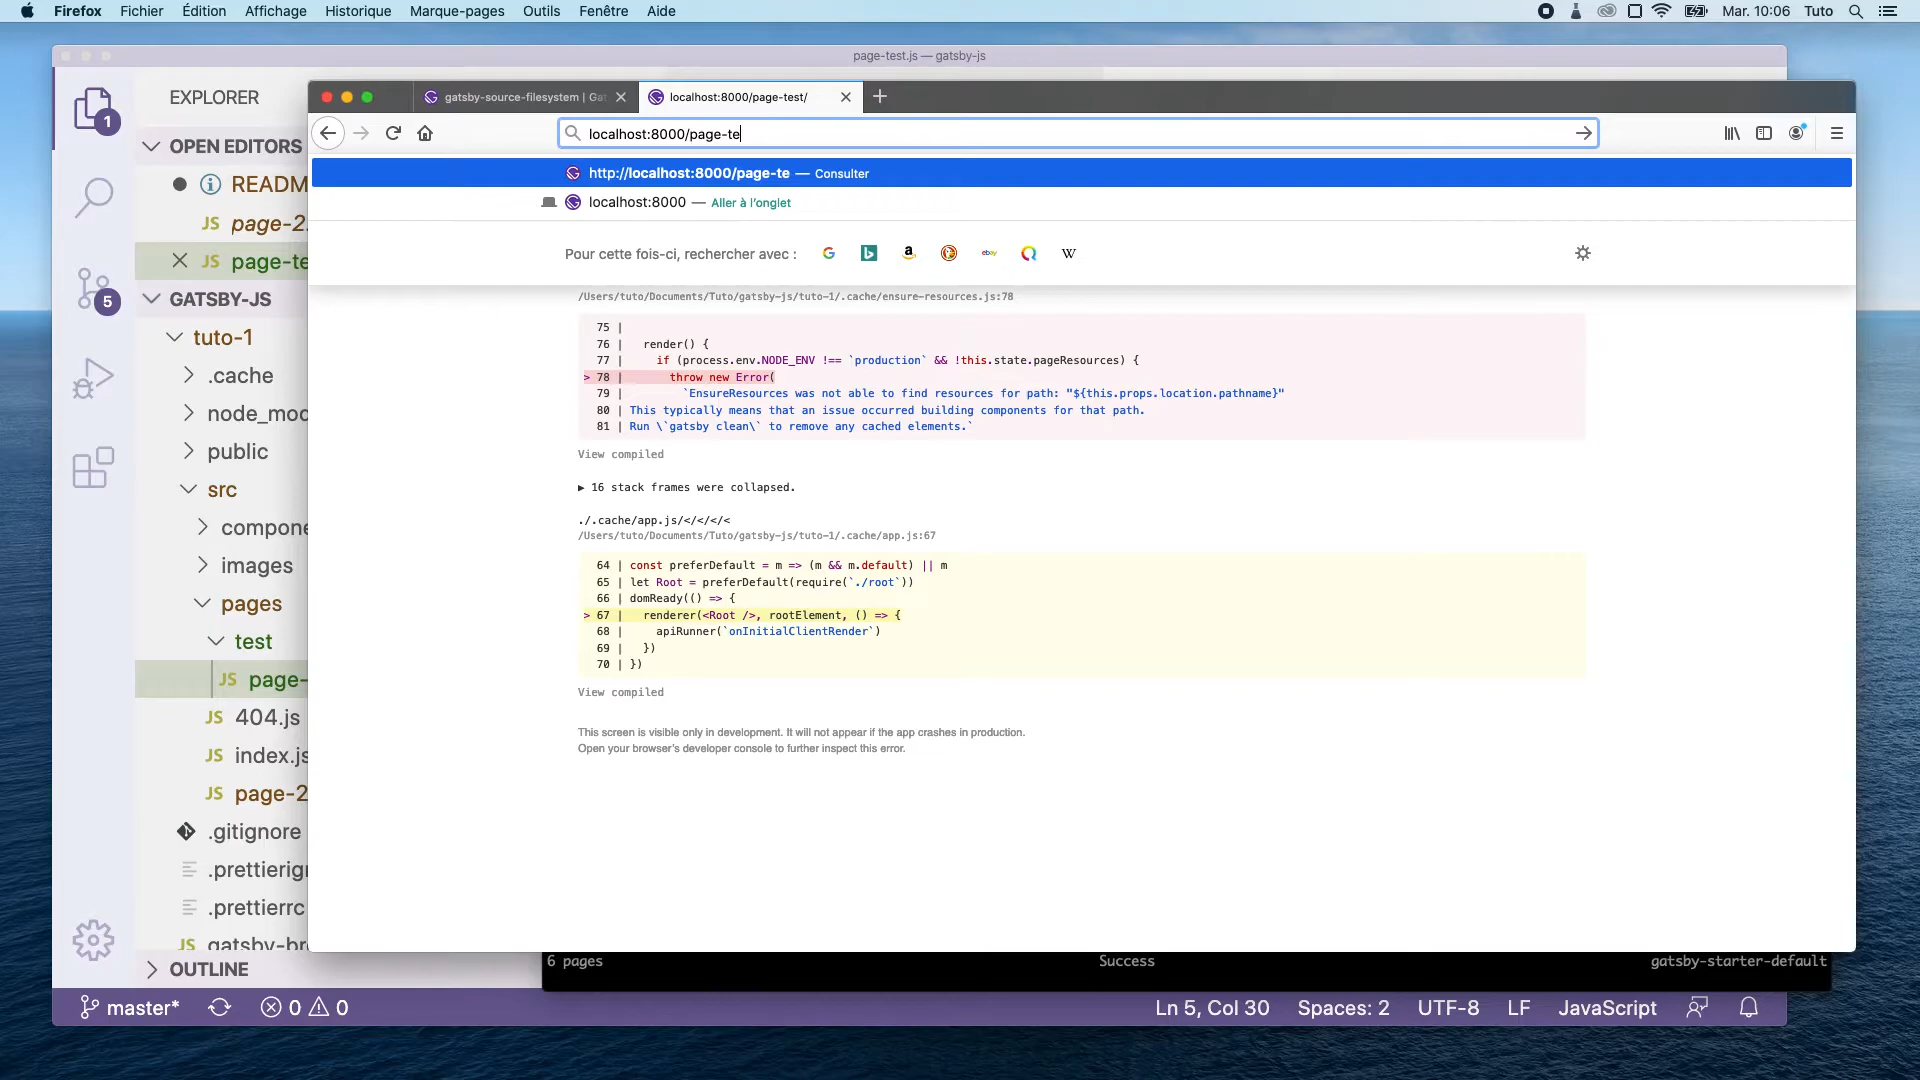 Firefox Fichier Édition Affichage Historique Marque-pages Outils Fenêtre Aide Mar. 10:06 Tuto
page-test.js — gatsby-js
EXPLORER
1
OPEN EDITORS
READM
JS page-2.
JS page-te
GATSBY-JS
5
tuto-1
.cache
node_mod
public
src
compone
images
pages
test
JS page-
JS 404.js
JS index.js
JS page-2
.gitignore
.prettierign
.prettierrc
JS gatsby-br
OUTLINE
gatsby-source-filesystem | Gat
localhost:8000/page-test/
localhost:8000/page-te
http://localhost:8000/page-te — Consulter
localhost:8000 — Aller à l'onglet
Pour cette fois-ci, rechercher avec : G b a ebay W
/Users/tuto/Documents/Tuto/gatsby-js/tuto-1/.cache/ensure-resources.js:78
75 |
76 | render() {
77 | if (process.env.NODE_ENV !== `production` && !this.state.pageResources) {
> 78 | throw new Error(
79 | `EnsureResources was not able to find resources for path: "${this.props.location.pathname}"
80 | This typically means that an issue occurred building components for that path.
81 | Run \`gatsby clean\` to remove any cached elements.`
View compiled
▶ 16 stack frames were collapsed.
./.cache/app.js/</</</<
/Users/tuto/Documents/Tuto/gatsby-js/tuto-1/.cache/app.js:67
64 | const preferDefault = m => (m && m.default) || m
65 | let Root = preferDefault(require(`./root`))
66 | domReady(() => {
> 67 | renderer(<Root />, rootElement, () => {
68 | apiRunner(`onInitialClientRender`)
69 | })
70 | })
View compiled
This screen is visible only in development. It will not appear if the app crashes in production.
Open your browser's developer console to further inspect this error.
6 pages Success gatsby-starter-default
master* 0 0 Ln 5, Col 30 Spaces: 2 UTF-8 LF JavaScript